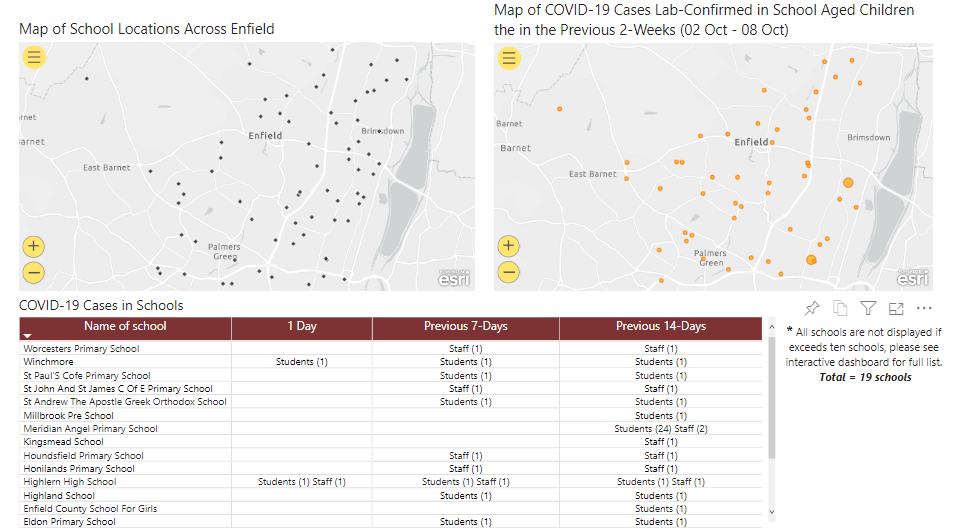 Map of School Locations Across Enfield
Map of COVID-19 Cases Lab-Confirmed in School Aged Children
the in the Previous 2-Weeks (02 Oct - 08 Oct)
Enfield
Brimsdown
East Barnet
Palmers
Green
arnet
esri
Barnet
Barnet
Enfield
Brimsdown
East Barnet
Palmers
Green
esri
COVID-19 Cases in Schools
Name of school 1 Day Previous 7-Days Previous 14-Days
Worcesters Primary School Staff (1) Staff (1)
Winchmore Students (1) Students (1) Students (1)
St Paul'S Cofe Primary School Students (1) Students (1)
St John And St James C Of E Primary School Staff (1) Staff (1)
St Andrew The Apostle Greek Orthodox School Students (1) Students (1)
Millbrook Pre School Students (1)
Meridian Angel Primary School Students (24) Staff (2)
Kingsmead School Staff (1)
Houndsfield Primary School Staff (1) Staff (1)
Honilands Primary School Staff (1) Staff (1)
Highlern High School Students (1) Staff (1) Students (1) Staff (1) Students (1) Staff (1)
Highland School Students (1) Students (1)
Enfield County School For Girls Students (1)
Eldon Primary School Students (1) Students (1)
* All schools are not displayed if
exceeds ten schools, please see
interactive dashboard for full list.
Total = 19 schools